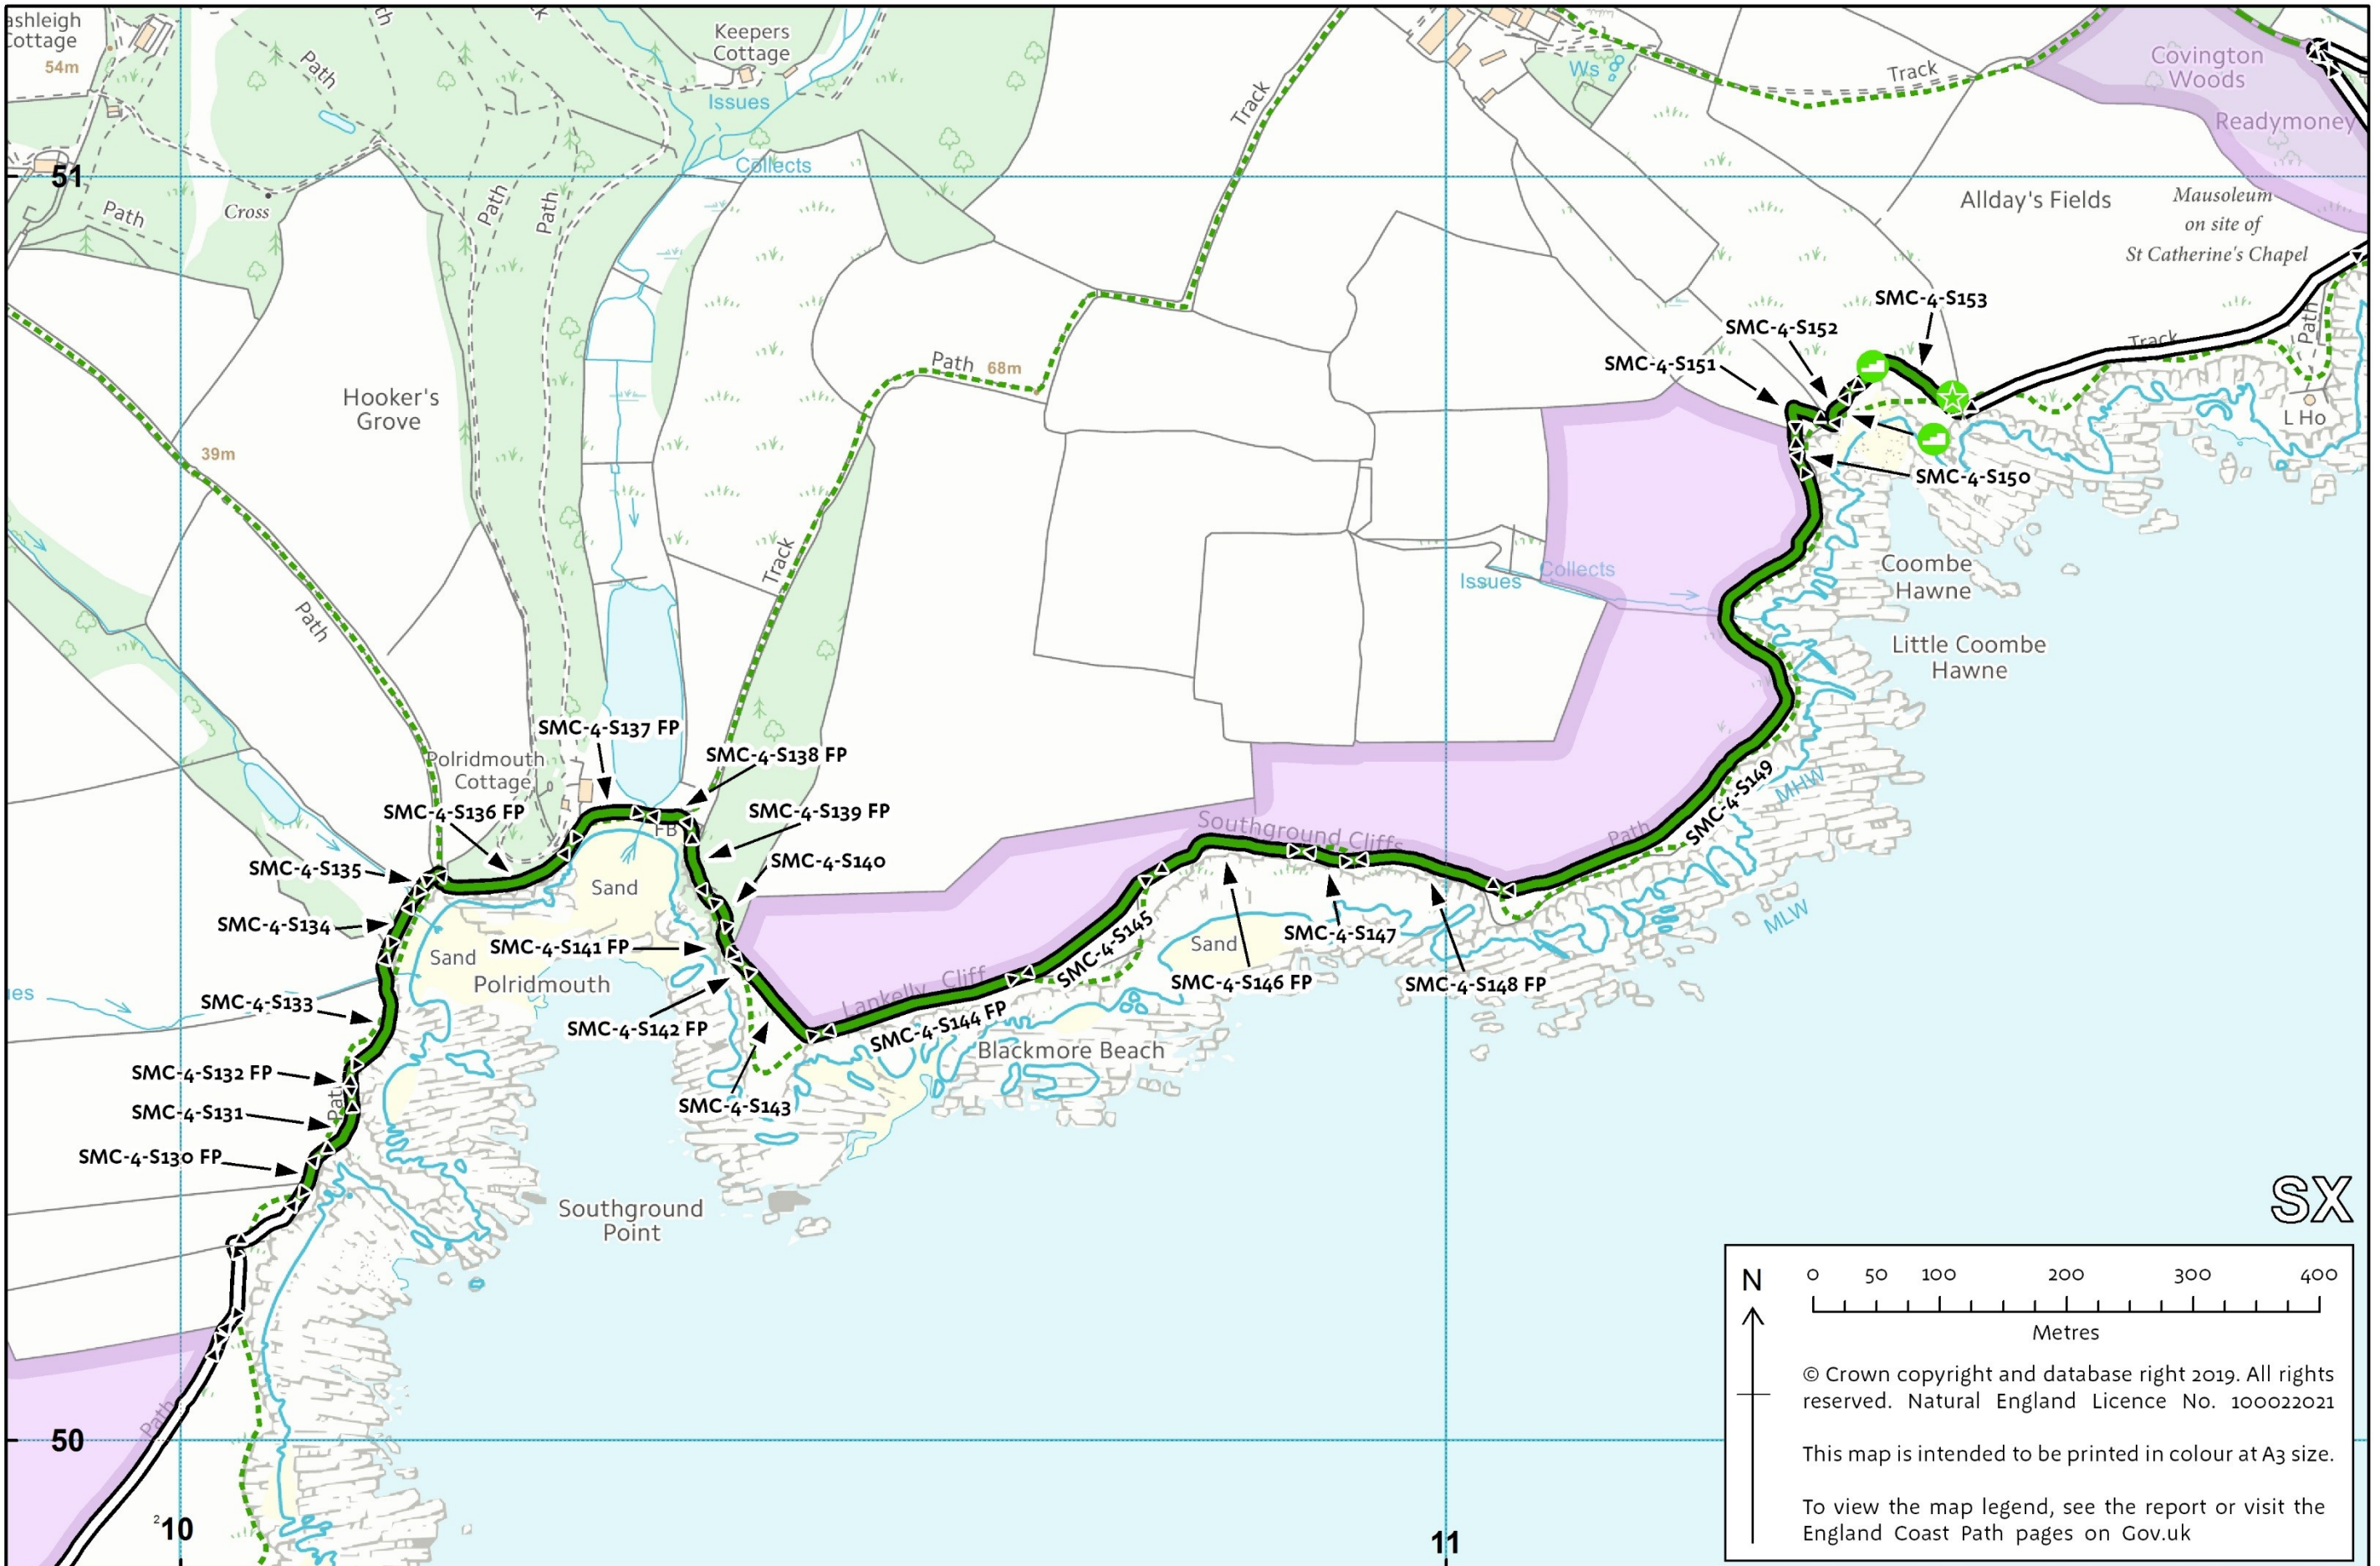 ashleigh
Cottage
54m
Path
Keepers
Cottage
Issues
Collects
Track
Ws
Track
Covington
Woods
Readymoney
51
Path
Cross
Path
Path
Allday's Fields
Mausoleum
on site of
St Catherine's Chapel
SMC-4-S153
SMC-4-S152
SMC-4-S151
Track
Path
L Ho
Path 68m
Hooker's
Grove
39m
SMC-4-S150
Track
Issues
Collects
Coombe
Hawne
Little Coombe
Hawne
Path
SMC-4-S137 FP
SMC-4-S138 FP
Polridmouth
Cottage
SMC-4-S136 FP
SMC-4-S139 FP
FB
SMC-4-S135
SMC-4-S140
Southground Cliffs
Path
SMC-4-S149
MHW
MLW
Sand
SMC-4-S134
SMC-4-S141 FP
Sand
Polridmouth
SMC-4-S145
Sand
SMC-4-S147
SMC-4-S146 FP
SMC-4-S148 FP
Lankelly Cliff
SMC-4-S144 FP
ues
SMC-4-S133
SMC-4-S142 FP
Blackmore Beach
SMC-4-S132 FP
Path
SMC-4-S131
SMC-4-S143
SMC-4-S130 FP
Southground
Point
SX
N
0 50 100 200 300 400
Metres
© Crown copyright and database right 2019. All rights
reserved. Natural England Licence No. 100022021
This map is intended to be printed in colour at A3 size.
To view the map legend, see the report or visit the
England Coast Path pages on Gov.uk
50
Path
²10
11